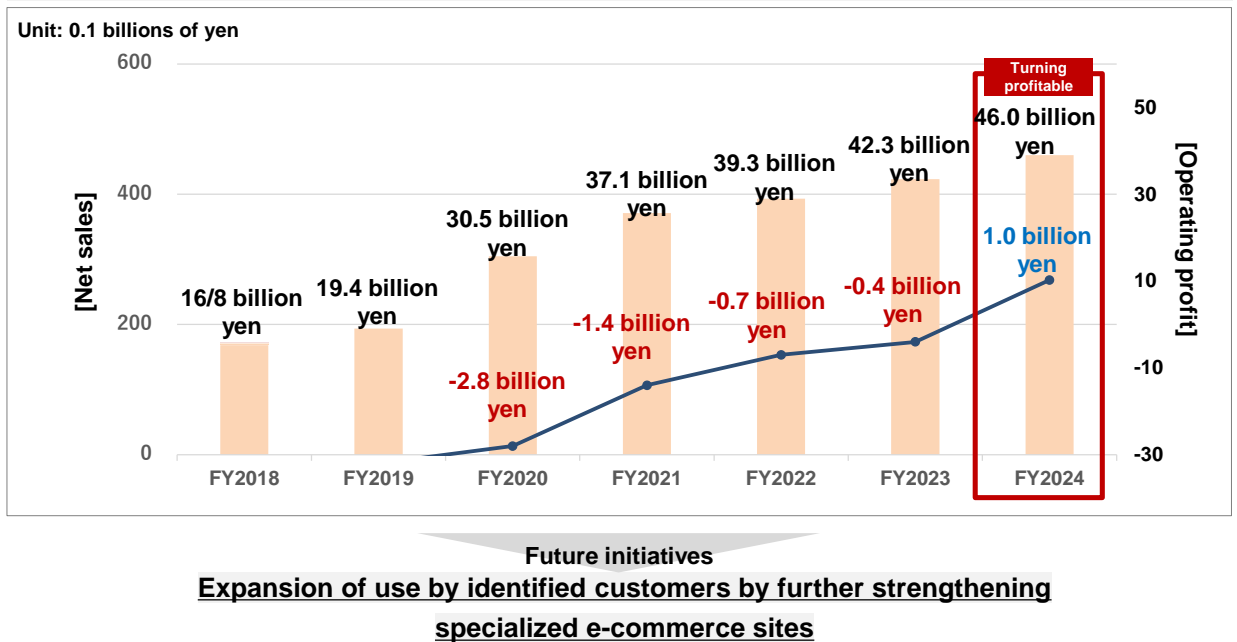 Unit: 0.1 billions of yen
600
400
200
0
[Net sales]
16/8 billion
yen
19.4 billion
yen
30.5 billion
yen
37.1 billion
yen
39.3 billion
yen
42.3 billion
yen
Turning
profitable
46.0 billion
yen
-2.8 billion
yen
-1.4 billion
yen
-0.7 billion
yen
-0.4 billion
yen
1.0 billion
yen
50
30
10
-10
-30
[Operating profit]
FY2018
FY2019
FY2020
FY2021
FY2022
FY2023
FY2024
Future initiatives
Expansion of use by identified customers by further strengthening
specialized e-commerce sites